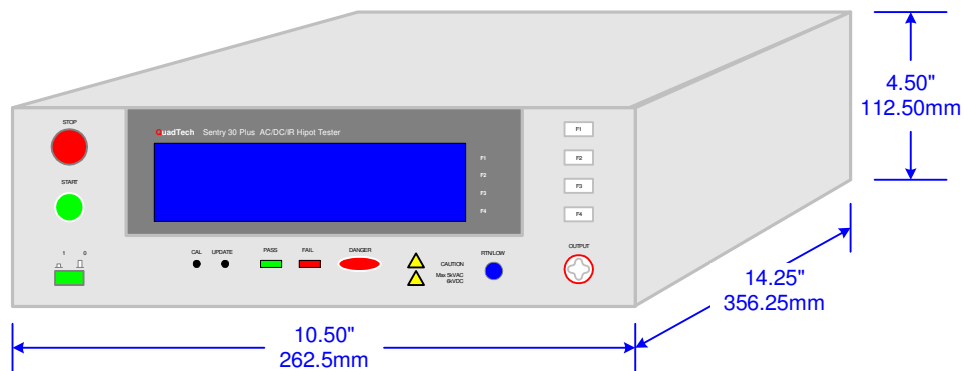 STOP
START
1 0
QuadTech Sentry 30 Plus AC/DC/IR Hipot Tester
F1
F2
F3
F4
F1
F2
F3
F4
CAL UPDATE PASS FAIL DANGER
CAUTION
Max 5kVAC
6kVDC
RTN/LOW
OUTPUT
4.50"
112.50mm
14.25"
356.25mm
10.50"
262.5mm